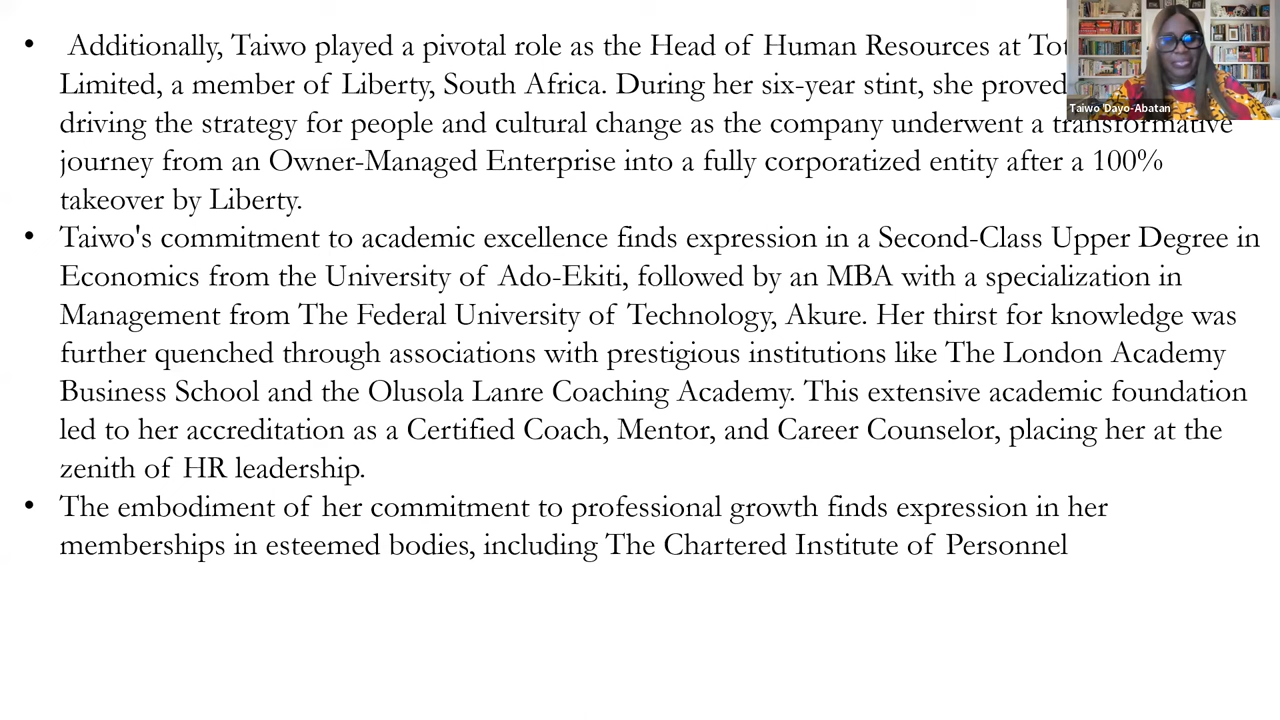 • Additionally, Taiwo played a pivotal role as the Head of Human Resources at
Limited, a member of Liberty, South Africa. During her six-year stint, she proved
Taiwo Dayo-Abatan
driving the strategy for people and cultural change as the company underwent a transformative
journey from an Owner-Managed Enterprise into a fully corporatized entity after a 100%
takeover by Liberty.
• Taiwo's commitment to academic excellence finds expression in a Second-Class Upper Degree in
Economics from the University of Ado-Ekiti, followed by an MBA with a specialization in
Management from The Federal University of Technology, Akure. Her thirst for knowledge was
further quenched through associations with prestigious institutions like The London Academy
Business School and the Olusola Lanre Coaching Academy. This extensive academic foundation
led to her accreditation as a Certified Coach, Mentor, and Career Counselor, placing her at the
zenith of HR leadership.
• The embodiment of her commitment to professional growth finds expression in her
memberships in esteemed bodies, including The Chartered Institute of Personnel